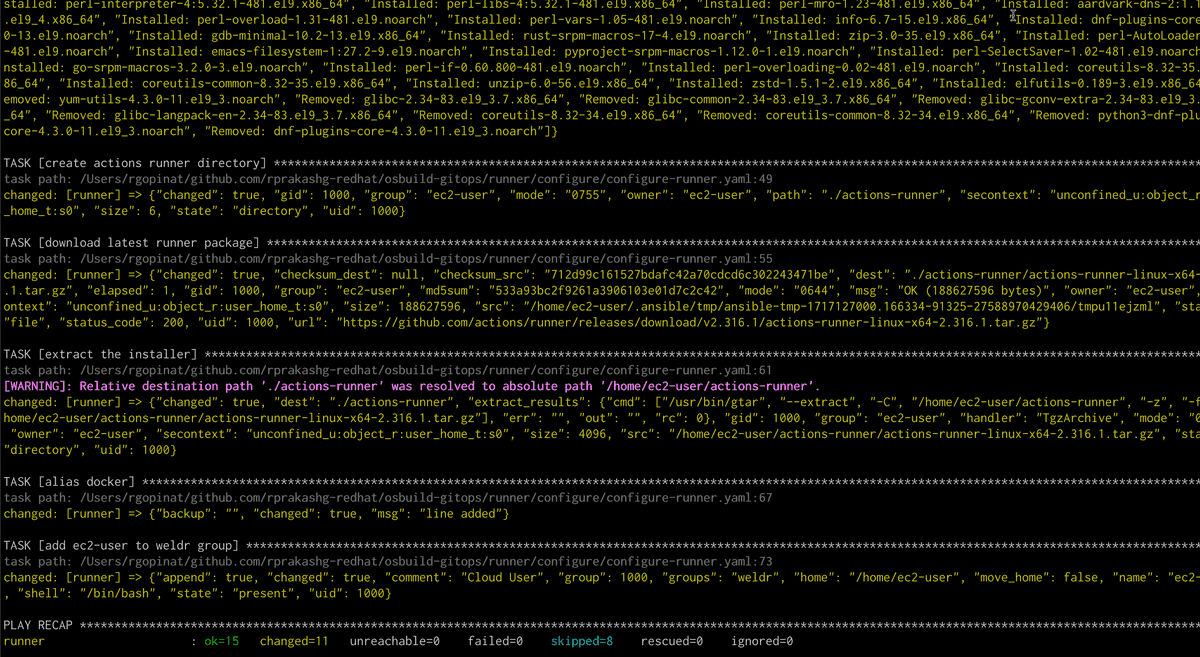 stalled: perl-interpreter-4:5.32.1-481.el9.x86_64", "Installed: perl-libs-4:5.32.1-481.el9.x86_64", "Installed: perl-mro-1.23-481.el9.x86_64", "Installed: aardvark-dns-2:1.
.el9_4.x86_64", "Installed: perl-overload-1.31-481.el9.noarch", "Installed: perl-vars-1.05-481.el9.noarch", "Installed: info-6.7-15.el9.x86_64", "Installed: dnf-plugins-core
0-13.el9.noarch", "Installed: gdb-minimal-10.2-13.el9.x86_64", "Installed: rust-srpm-macros-17-4.el9.noarch", "Installed: zip-3.0-35.el9.x86_64", "Installed: perl-AutoLoader
-481.el9.noarch", "Installed: emacs-filesystem-1:27.2-9.el9.noarch", "Installed: pyproject-srpm-macros-1.12.0-1.el9.noarch", "Installed: perl-SelectSaver-1.02-481.el9.noarch
nstalled: go-srpm-macros-3.2.0-3.el9.noarch", "Installed: perl-if-0.60.800-481.el9.noarch", "Installed: perl-overloading-0.02-481.el9.noarch", "Installed: coreutils-8.32-35.
86_64", "Installed: coreutils-common-8.32-35.el9.x86_64", "Installed: unzip-6.0-56.el9.x86_64", "Installed: zstd-1.5.1-2.el9.x86_64", "Installed: elfutils-0.189-3.el9.x86_64
emoved: yum-utils-4.3.0-11.el9_3.noarch", "Removed: glibc-2.34-83.el9_3.7.x86_64", "Removed: glibc-common-2.34-83.el9_3.7.x86_64", "Removed: glibc-gconv-extra-2.34-83.el9_3.
_64", "Removed: glibc-langpack-en-2.34-83.el9_3.7.x86_64", "Removed: coreutils-8.32-34.el9.x86_64", "Removed: coreutils-common-8.32-34.el9.x86_64", "Removed: python3-dnf-plu
core-4.3.0-11.el9_3.noarch", "Removed: dnf-plugins-core-4.3.0-11.el9_3.noarch"]}
TASK [create actions runner directory] ****************************************************************************************************************************************
task path: /Users/rgopinat/github.com/rprakashg-redhat/osbuild-gitops/runner/configure/configure-runner.yaml:49
changed: [runner] => {"changed": true, "gid": 1000, "group": "ec2-user", "mode": "0755", "owner": "ec2-user", "path": "./actions-runner", "secontext": "unconfined_u:object_r
_home_t:s0", "size": 6, "state": "directory", "uid": 1000}
TASK [download latest runner package] *****************************************************************************************************************************************
task path: /Users/rgopinat/github.com/rprakashg-redhat/osbuild-gitops/runner/configure/configure-runner.yaml:55
changed: [runner] => {"changed": true, "checksum_dest": null, "checksum_src": "712d99c161527bdafc42a70cdcd6c302243471be", "dest": "./actions-runner/actions-runner-linux-x64-
.1.tar.gz", "elapsed": 1, "gid": 1000, "group": "ec2-user", "md5sum": "533a93bc2f9261a3906103e01d7c2c42", "mode": "0644", "msg": "OK (188627596 bytes)", "owner": "ec2-user",
ontext": "unconfined_u:object_r:user_home_t:s0", "size": 188627596, "src": "/home/ec2-user/.ansible/tmp/ansible-tmp-1717127000.166334-91325-27588970429406/tmpu11ejzml", "sta
"file", "status_code": 200, "uid": 1000, "url": "https://github.com/actions/runner/releases/download/v2.316.1/actions-runner-linux-x64-2.316.1.tar.gz"}
TASK [extract the installer] **************************************************************************************************************************************************
task path: /Users/rgopinat/github.com/rprakashg-redhat/osbuild-gitops/runner/configure/configure-runner.yaml:61
[WARNING]: Relative destination path './actions-runner' was resolved to absolute path '/home/ec2-user/actions-runner'.
changed: [runner] => {"changed": true, "dest": "./actions-runner", "extract_results": {"cmd": ["/usr/bin/gtar", "--extract", "-C", "/home/ec2-user/actions-runner", "-z", "-f
home/ec2-user/actions-runner/actions-runner-linux-x64-2.316.1.tar.gz"], "err": "", "out": "", "rc": 0}, "gid": 1000, "group": "ec2-user", "handler": "TgzArchive", "mode": "0
"owner": "ec2-user", "secontext": "unconfined_u:object_r:user_home_t:s0", "size": 4096, "src": "/home/ec2-user/actions-runner/actions-runner-linux-x64-2.316.1.tar.gz", "sta
"directory", "uid": 1000}
TASK [alias docker] ***********************************************************************************************************************************************************
task path: /Users/rgopinat/github.com/rprakashg-redhat/osbuild-gitops/runner/configure/configure-runner.yaml:67
changed: [runner] => {"backup": "", "changed": true, "msg": "line added"}
TASK [add ec2-user to weldr group] ********************************************************************************************************************************************
task path: /Users/rgopinat/github.com/rprakashg-redhat/osbuild-gitops/runner/configure/configure-runner.yaml:73
changed: [runner] => {"append": true, "changed": true, "comment": "Cloud User", "group": 1000, "groups": "weldr", "home": "/home/ec2-user", "move_home": false, "name": "ec2-
, "shell": "/bin/bash", "state": "present", "uid": 1000}
PLAY RECAP ********************************************************************************************************************************************************************
runner : ok=15 changed=11 unreachable=0 failed=0 skipped=8 rescued=0 ignored=0